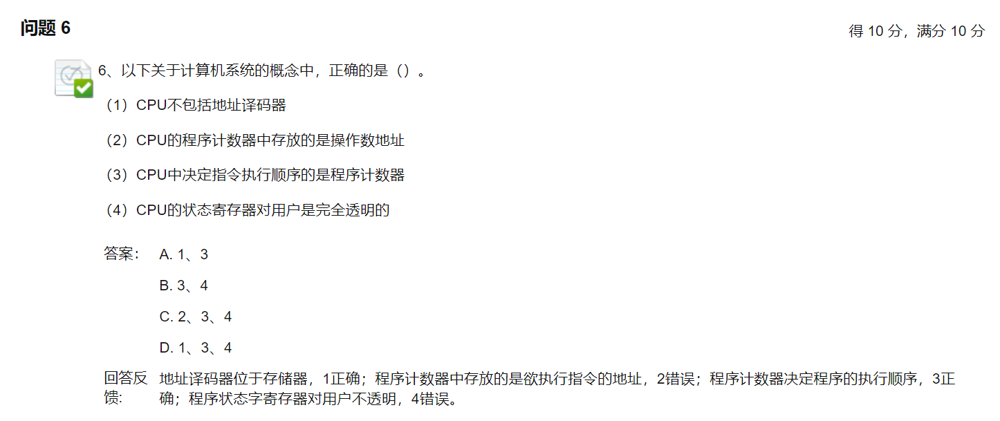 问题 6
得 10 分，满分 10 分
6、以下关于计算机系统的概念中，正确的是（）。
（1）CPU不包括地址译码器
（2）CPU的程序计数器中存放的是操作数地址
（3）CPU中决定指令执行顺序的是程序计数器
（4）CPU的状态寄存器对用户是完全透明的
答案： A. 1、3
B. 3、4
C. 2、3、4
D. 1、3、4
回答反馈: 地址译码器位于存储器，1正确；程序计数器中存放的是欲执行指令的地址，2错误；程序计数器决定程序的执行顺序，3正
确；程序状态字寄存器对用户不透明，4错误。